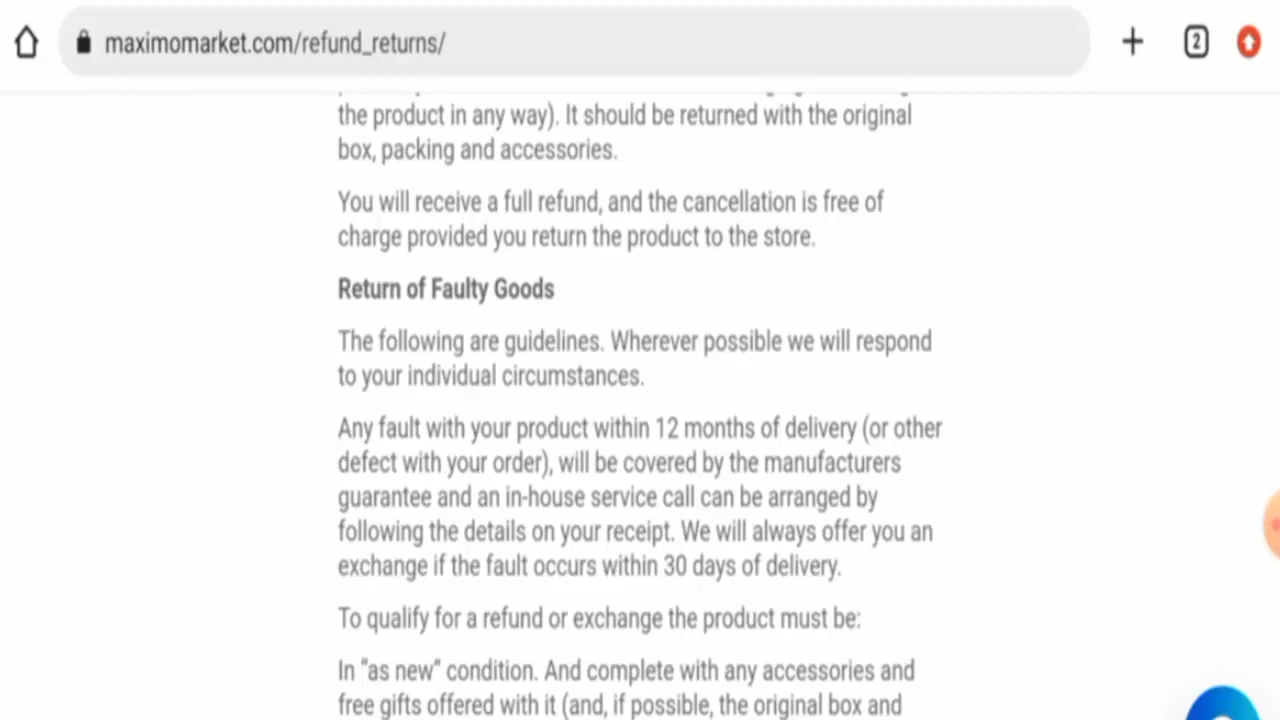 maximomarket.com/refund_returns/
2
the product in any way). It should be returned with the original
box, packing and accessories.
You will receive a full refund, and the cancellation is free of
charge provided you return the product to the store.
Return of Faulty Goods
The following are guidelines. Wherever possible we will respond
to your individual circumstances.
Any fault with your product within 12 months of delivery (or other
defect with your order), will be covered by the manufacturers
guarantee and an in-house service call can be arranged by
following the details on your receipt. We will always offer you an
exchange if the fault occurs within 30 days of delivery.
To qualify for a refund or exchange the product must be:
In "as new" condition. And complete with any accessories and
free gifts offered with it (and, if possible, the original box and